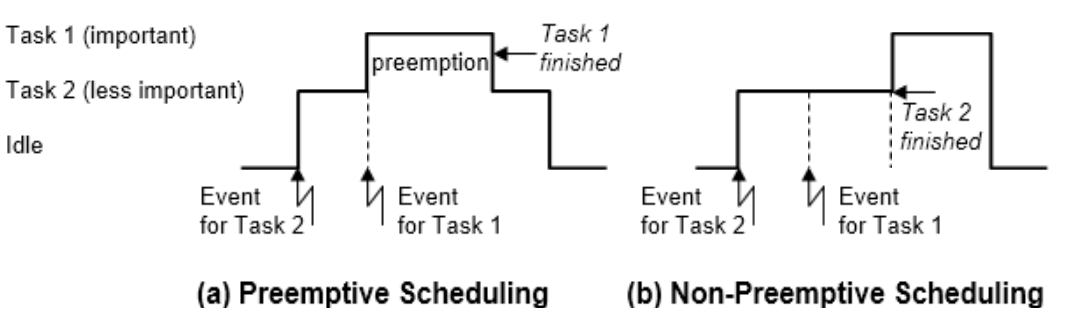 Task 1 (important)
Task 2 (less important)
Idle
preemption
Task 1
finished
Event
for Task 2
Event
for Task 1
(a) Preemptive Scheduling
Task 2
finished
Event
for Task 2
Event
for Task 1
(b) Non-Preemptive Scheduling